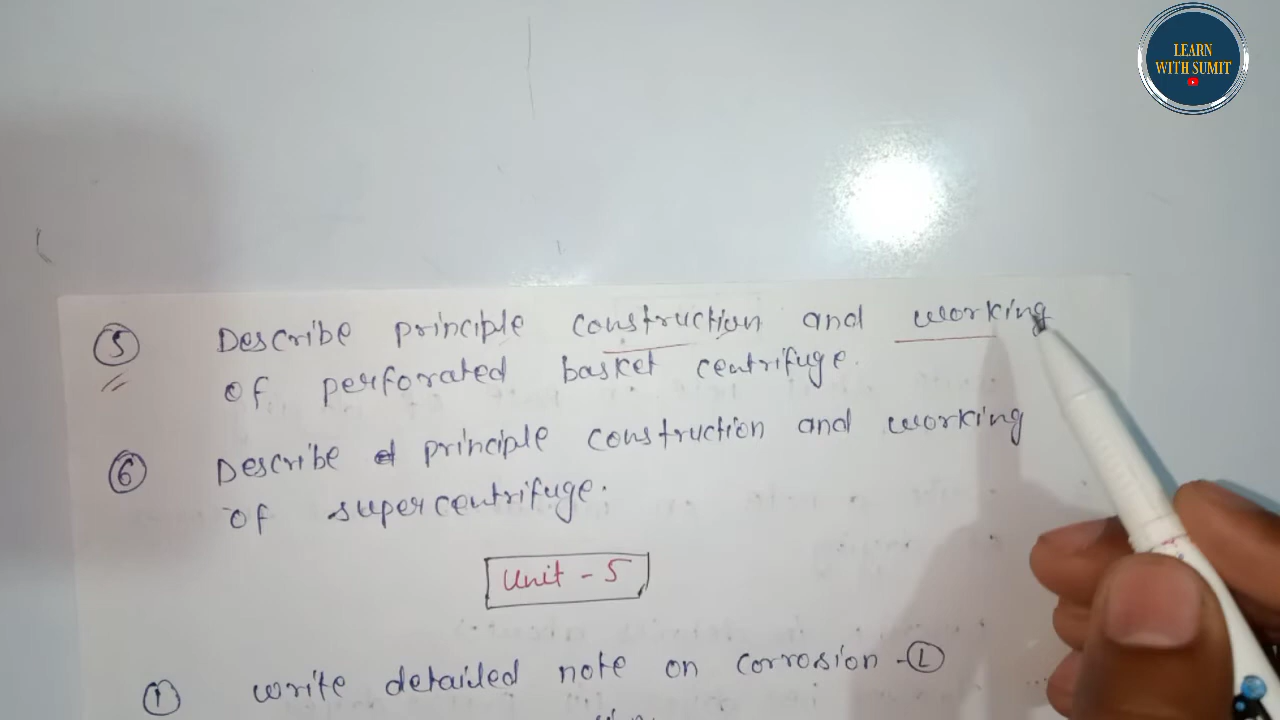 LEARN
WITH SUMIT
5 Describe principle construction and working
of perforated basket centrifuge.
6 Describe principle construction and working
of supercentrifuge.
Unit - 5
1 write detailed note on corrosion - L